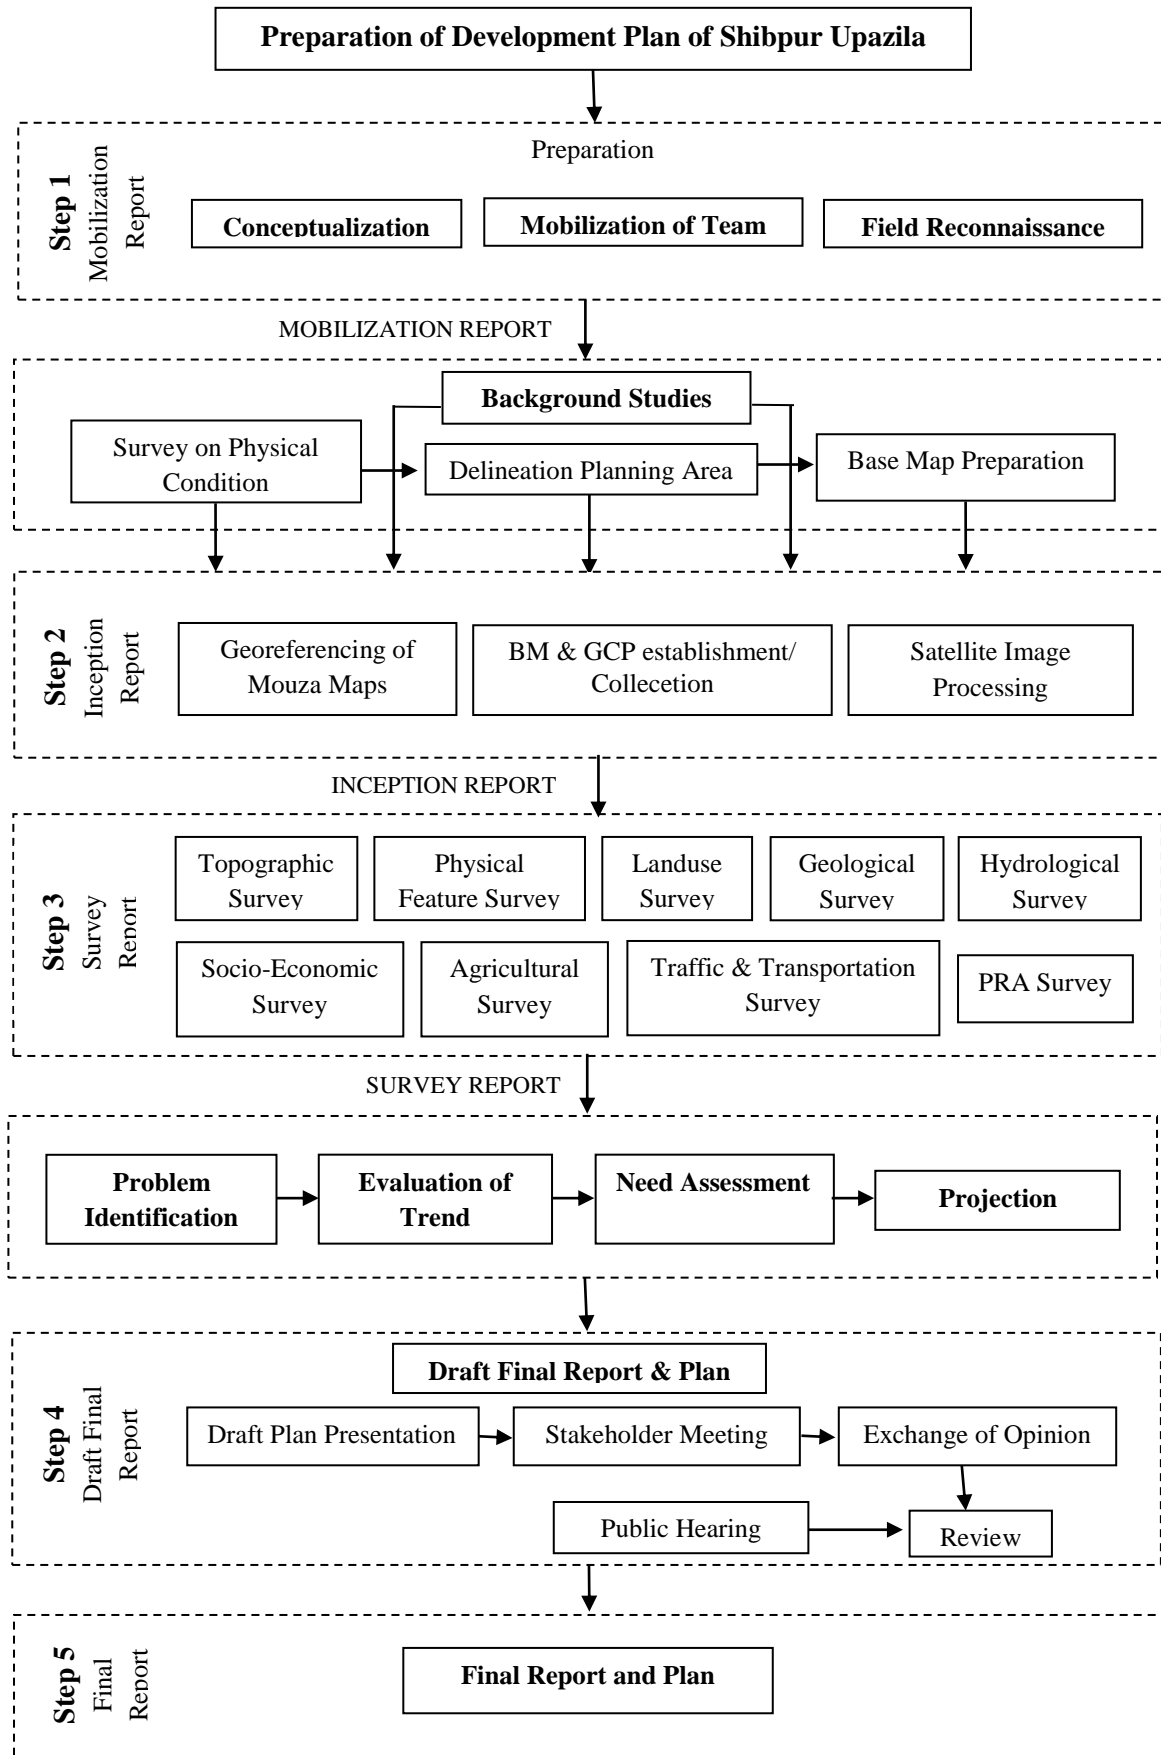 Preparation of Development Plan of Shibpur Upazila
Step 1
Mobilization
Report
Preparation
Conceptualization
Mobilization of Team
Field Reconnaissance
MOBILIZATION REPORT
Background Studies
Survey on Physical
Condition
Delineation Planning Area
Base Map Preparation
Step 2
Inception
Report
Georeferencing of
Mouza Maps
BM & GCP establishment/
Collecetion
Satellite Image
Processing
INCEPTION REPORT
Step 3
Survey
Report
Topographic
Survey
Physical
Feature Survey
Landuse
Survey
Geological
Survey
Hydrological
Survey
Socio-Economic
Survey
Agricultural
Survey
Traffic & Transportation
Survey
PRA Survey
SURVEY REPORT
Problem
Identification
Evaluation of
Trend
Need Assessment
Projection
Step 4
Draft Final
Report
Draft Final Report & Plan
Draft Plan Presentation
Stakeholder Meeting
Exchange of Opinion
Public Hearing
Review
Step 5
Final
Report
Final Report and Plan